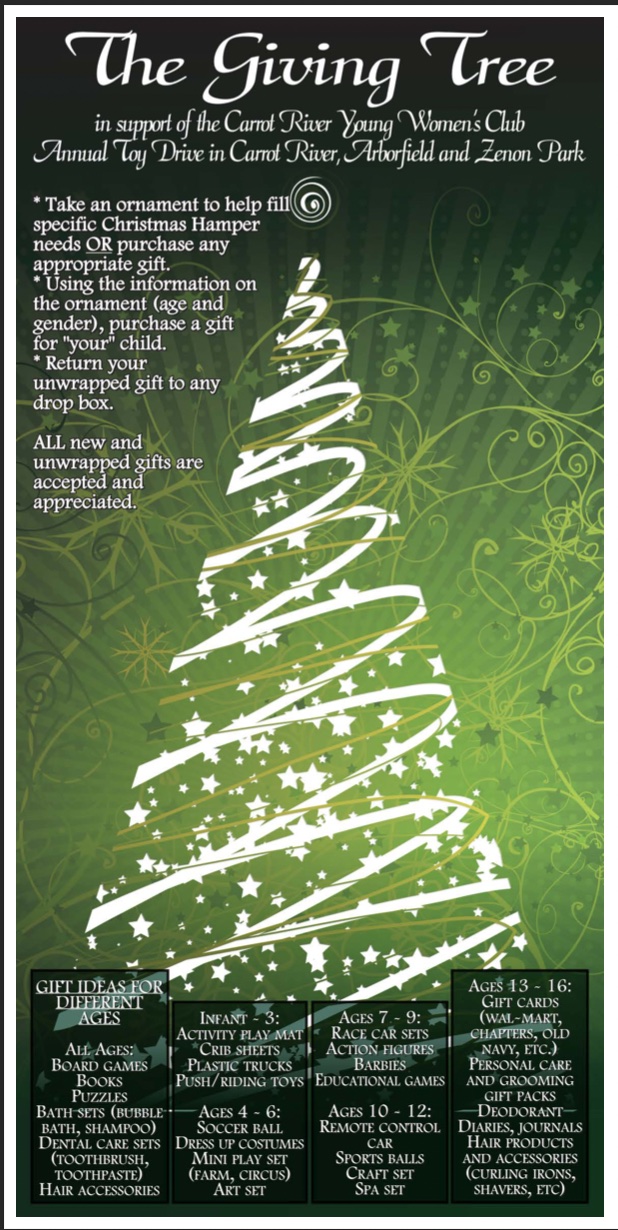 The Giving Tree
in support of the Carrot River Young Women's Club
Annual Toy Drive in Carrot River, Arborfield and Zenon Park
* Take an ornament to help fill
specific Christmas Hamper
needs OR purchase any
appropriate gift.
* Using the information on
the ornament (age and
gender), purchase a gift
for "your" child.
* Return your
unwrapped gift to any
drop box.
ALL new and
unwrapped gifts are
accepted and
appreciated.
GIFT IDEAS FOR
DIFFERENT
AGES
ALL AGES:
BOARD GAMES
BOOKS
PUZZLES
BATH SETS (BUBBLE
BATH, SHAMPOO)
DENTAL CARE SETS
(TOOTHBRUSH,
TOOTHPASTE)
HAIR ACCESSORIES
INFANT - 3:
ACTIVITY PLAY MAT
CRIB SHEETS
PLASTIC TRUCKS
PUSH/RIDING TOYS
AGES 4 - 6:
SOCCER BALL
DRESS UP COSTUMES
MINI PLAY SET
(FARM, CIRCUS)
ART SET
AGES 7 - 9:
RACE CAR SETS
ACTION FIGURES
BARBIES
EDUCATIONAL GAMES
AGES 10 - 12:
REMOTE CONTROL
CAR
SPORTS BALLS
CRAFT SET
SPA SET
AGES 13 - 16:
GIFT CARDS
(WAL-MART,
CHAPTERS, OLD
NAVY, ETC.)
PERSONAL CARE
AND GROOMING
GIFT PACKS
DEODORANT
DIARIES, JOURNALS
HAIR PRODUCTS
AND ACCESSORIES
(CURLING IRONS,
SHAVERS, ETC)